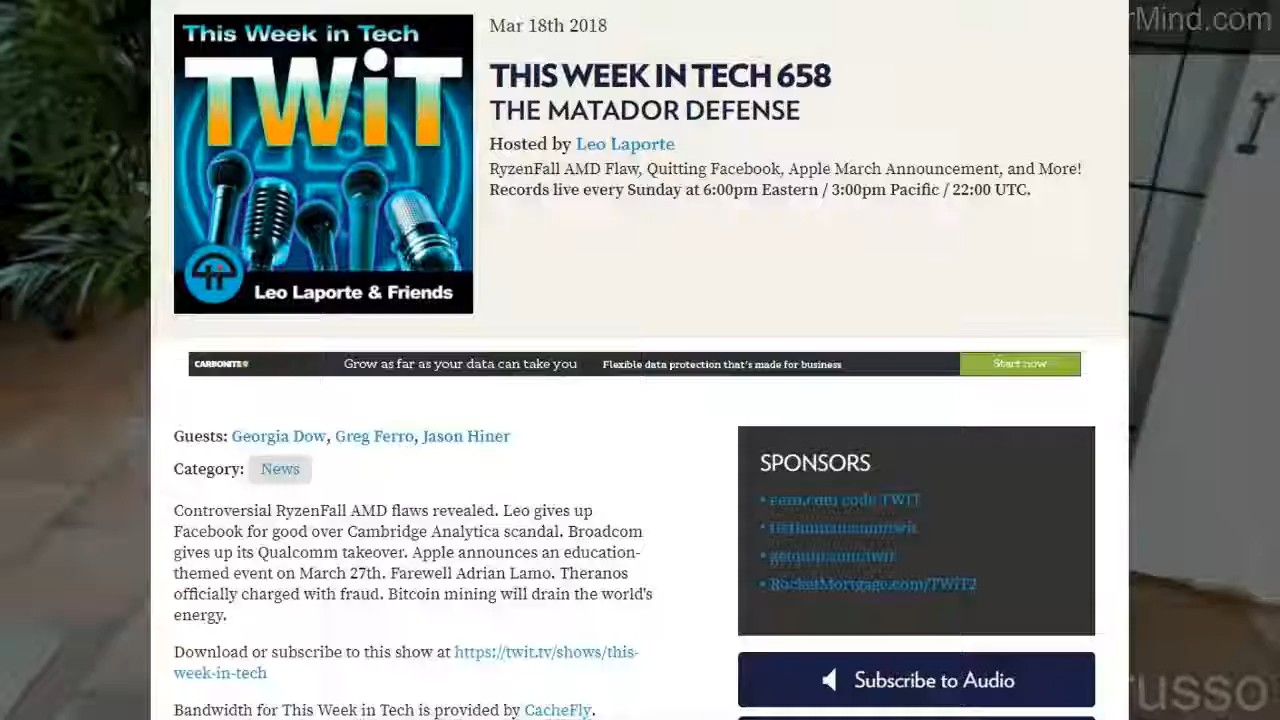 This Week in Tech
TWiT
Leo Laporte & Friends
rMind.com
Mar 18th 2018
THIS WEEK IN TECH 658
THE MATADOR DEFENSE
Hosted by Leo Laporte
RyzenFall AMD Flaw, Quitting Facebook, Apple March Announcement, and More!
Records live every Sunday at 6:00pm Eastern / 3:00pm Pacific / 22:00 UTC.
CARBONITE Grow as far as your data can take you Flexible data protection that's made for business Start now
Guests: Georgia Dow, Greg Ferro, Jason Hiner
Category: News
Controversial RyzenFall AMD flaws revealed. Leo gives up
Facebook for good over Cambridge Analytica scandal. Broadcom
gives up its Qualcomm takeover. Apple announces an education-
themed event on March 27th. Farewell Adrian Lamo. Theranos
officially charged with fraud. Bitcoin mining will drain the world's
energy.
Download or subscribe to this show at https://twit.tv/shows/this-
week-in-tech
Bandwidth for This Week in Tech is provided by CacheFly.
SPONSORS
• code TWIT
• RocketMortgage.com/TWiT2
Subscribe to Audio
russo